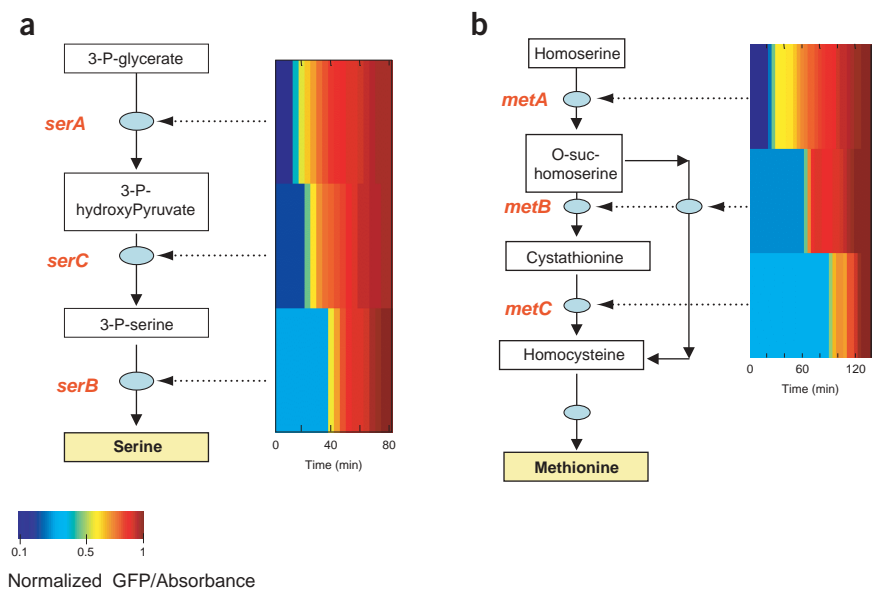 a
3-P-glycerate
serA
3-P-
hydroxyPyruvate
serC
3-P-serine
serB
Serine
0 40 80
Time (min)
0.1 0.5 1
Normalized GFP/Absorbance
b
Homoserine
metA
O-suc-
homoserine
metB
Cystathionine
metC
Homocysteine
Methionine
0 60 120
Time (min)